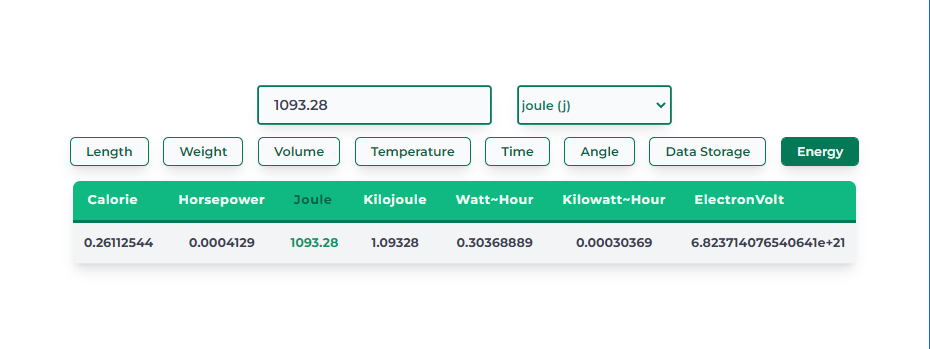 1093.28 joule (j)
Length Weight Volume Temperature Time Angle Data Storage Energy
Calorie Horsepower Joule Kilojoule Watt~Hour Kilowatt~Hour ElectronVolt
0.26112544 0.0004129 1093.28 1.09328 0.30368889 0.00030369 6.823714076540641e+21